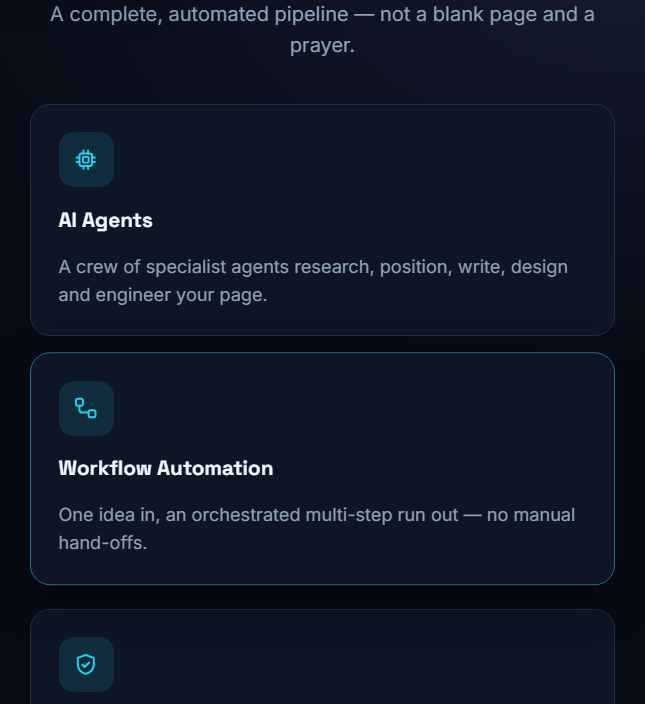 A complete, automated pipeline — not a blank page and a
prayer.
AI Agents
A crew of specialist agents research, position, write, design
and engineer your page.
Workflow Automation
One idea in, an orchestrated multi-step run out — no manual
hand-offs.